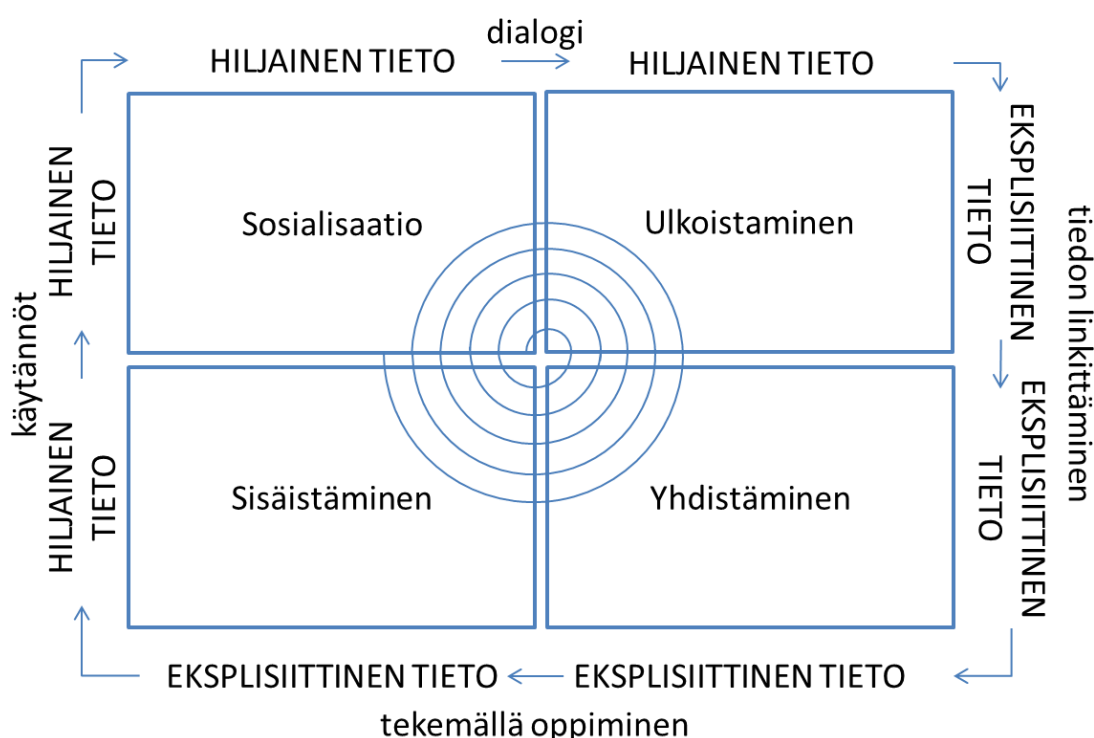 dialogi
HILJAINEN TIETO
HILJAINEN TIETO
HILJAINEN
TIETO
Sosialisaatio
Ulkoistaminen
EKSPLISIITTINEN
TIETO
tiedon linkittäminen
käytännöt
HILJAINEN
TIETO
Sisäistäminen
Yhdistäminen
EKSPLISIITTINEN
TIETO
EKSPLISIITTINEN TIETO
EKSPLISIITTINEN TIETO
tekemällä oppiminen